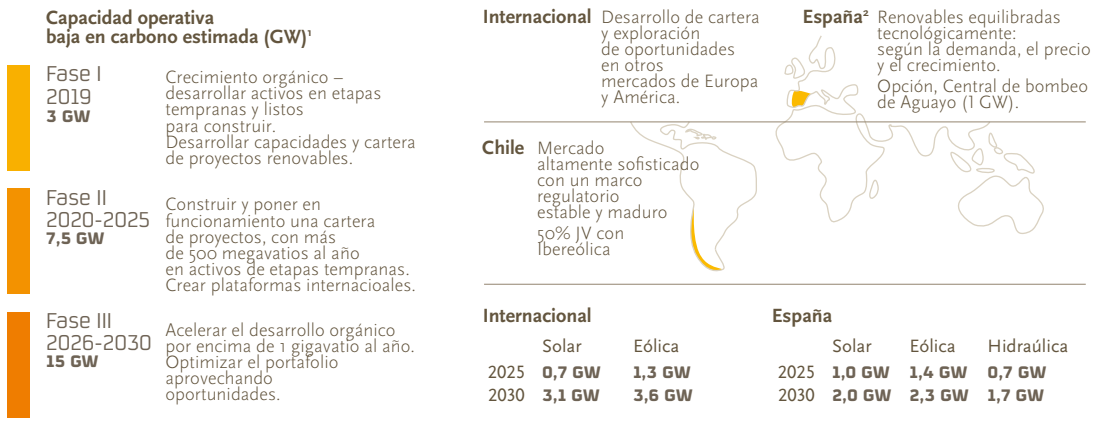 Capacidad operativa
baja en carbono estimada (GW)¹
Fase I
2019
3 GW
Crecimiento orgánico –
desarrollar activos en etapas
tempranas y listos
para construir.
Desarrollar capacidades y cartera
de proyectos renovables.
Fase II
2020-2025
7,5 GW
Construir y poner en
funcionamiento una cartera
de proyectos, con más
de 500 megavatios al año
en activos de etapas tempranas.
Crear plataformas internacioales.
Fase III
2026-2030
15 GW
Acelerar el desarrollo orgánico
por encima de 1 gigavatio al año.
Optimizar el portafolio
aprovechando
oportunidades.
Internacional
Desarrollo de cartera
y exploración
de oportunidades
en otros
mercados de Europa
y América.
España²
Renovables equilibradas
tecnológicamente:
según la demanda, el precio
y el crecimiento.
Opción, Central de bombeo
de Aguayo (1 GW).
Chile
Mercado
altamente sofisticado
con un marco
regulatorio
estable y maduro
50% JV con
Ibereólica
Internacional
Solar Eólica
2025 0,7 GW 1,3 GW
2030 3,1 GW 3,6 GW
España
Solar Eólica Hidraúlica
2025 1,0 GW 1,4 GW 0,7 GW
2030 2,0 GW 2,3 GW 1,7 GW